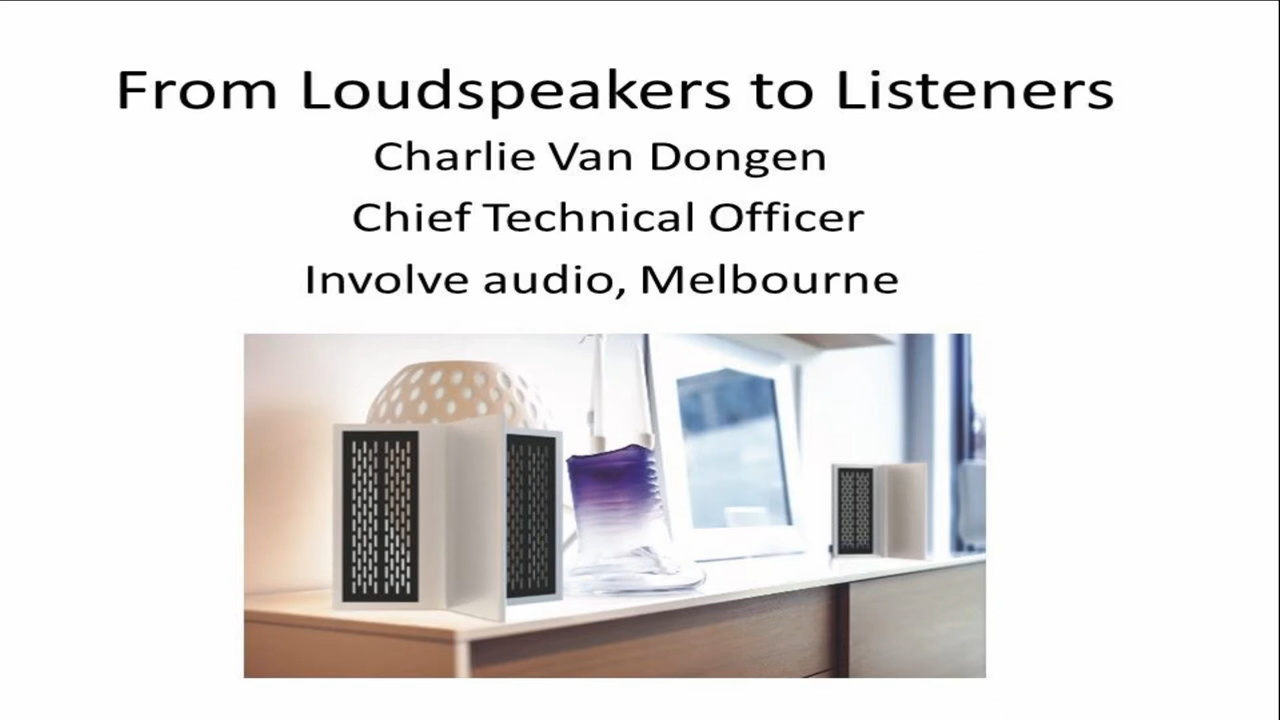 From Loudspeakers to Listeners
Charlie Van Dongen
Chief Technical Officer
Involve audio, Melbourne